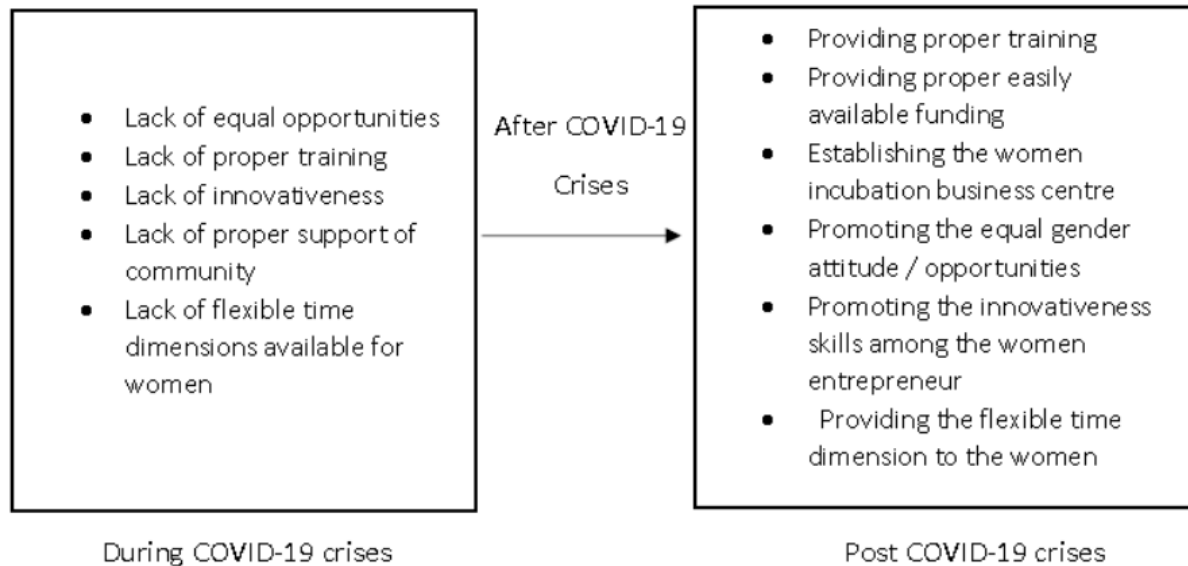 • Lack of equal opportunities
• Lack of proper training
• Lack of innovativeness
• Lack of proper support of
community
• Lack of flexible time
dimensions available for
women
During COVID-19 crises
After COVID-19
Crises
• Providing proper training
• Providing proper easily
available funding
• Establishing the women
incubation business centre
• Promoting the equal gender
attitude / opportunities
• Promoting the innovativeness
skills among the women
entrepreneur
• Providing the flexible time
dimension to the women
Post COVID-19 crises